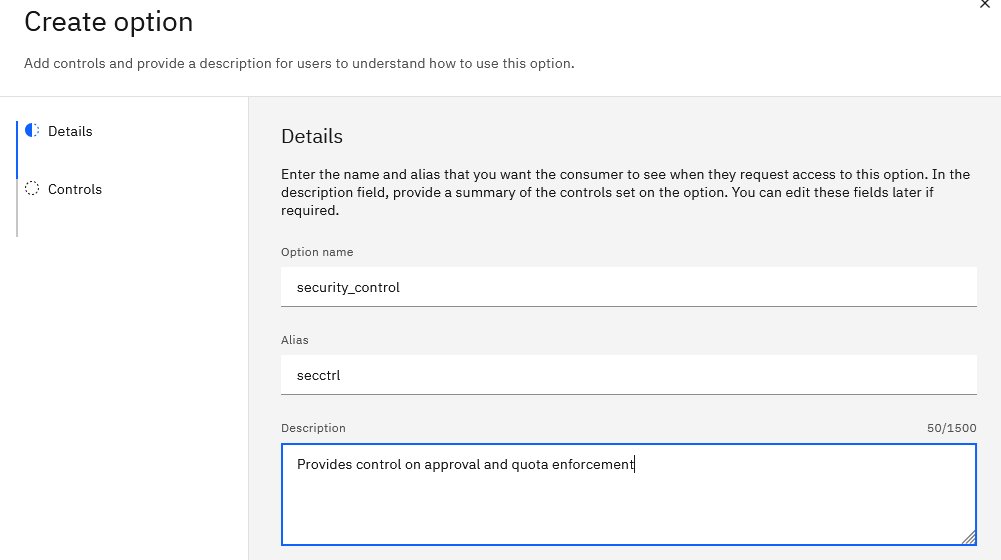 Create option
Add controls and provide a description for users to understand how to use this option.
Details
Controls
Details
Enter the name and alias that you want the consumer to see when they request access to this option. In the
description field, provide a summary of the controls set on the option. You can edit these fields later if
required.
Option name
security_control
Alias
secctrl
Description 50/1500
Provides control on approval and quota enforcement